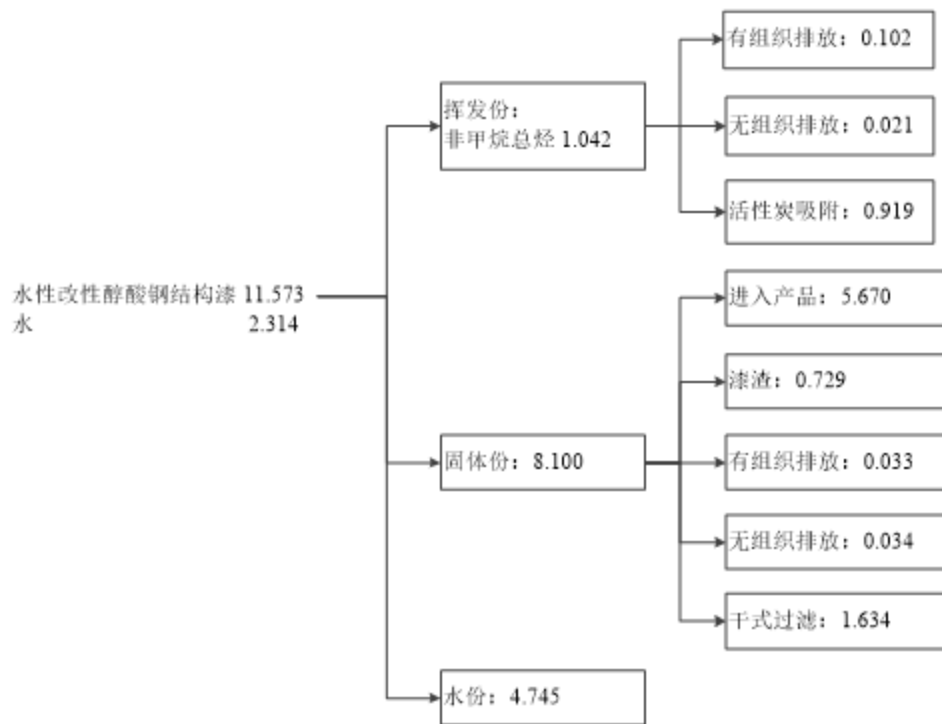 有组织排放：0.102
挥发份：
非甲烷总烃 1.042
无组织排放：0.021
活性炭吸附：0.919
水性改性醇酸钢结构漆 11.573
水 2.314
进入产品：5.670
漆渣：0.729
固体份：8.100
有组织排放：0.033
无组织排放：0.034
干式过滤：1.634
水份：4.745